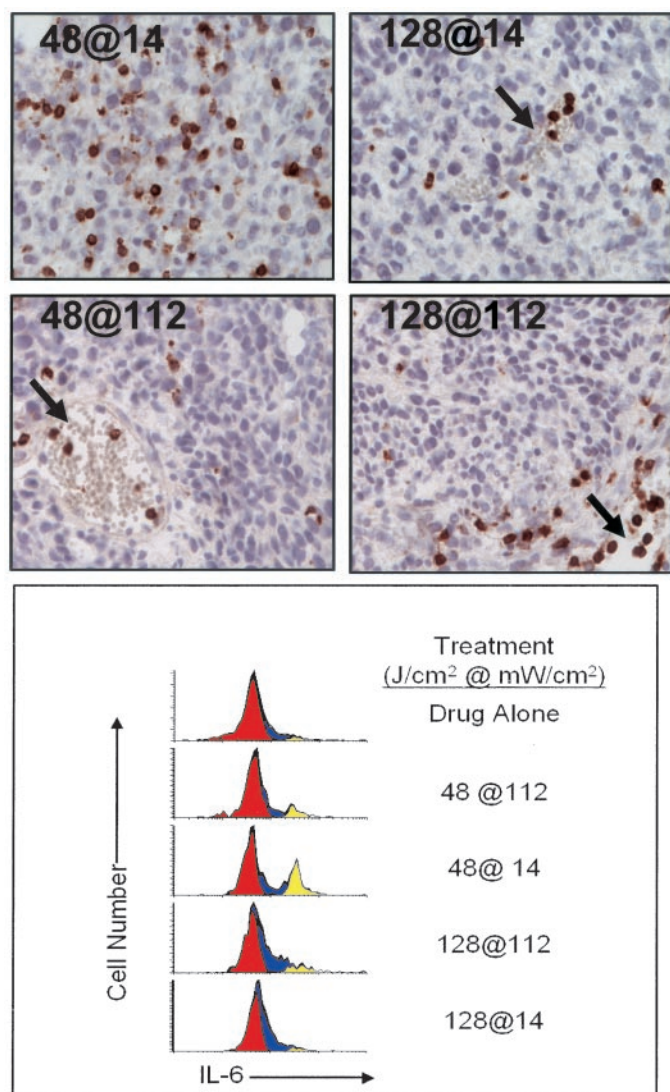 48@14
128@14
48@112
128@112
Treatment
(J/cm² @ mW/cm²)
Drug Alone
48 @112
48@ 14
128@112
128@14
Cell Number
IL-6